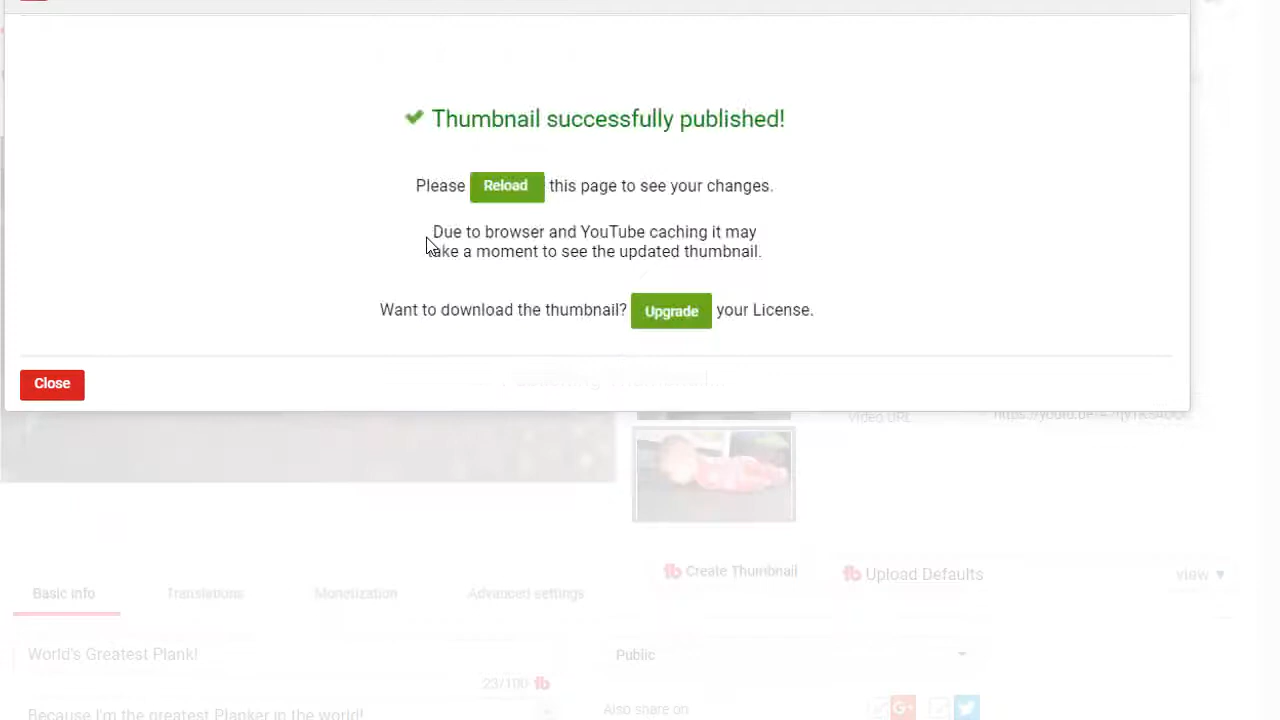 Thumbnail successfully published!
Please Reload this page to see your changes.
Due to browser and YouTube caching it may
ake a moment to see the updated thumbnail.
Want to download the thumbnail? Upgrade your License.
Close
Video URL
Create Thumbnail
Upload Defaults
view
Basic info
Translations
Monetization
Advanced settings
World's Greatest Plank!
Public
23/100
Because I'm the greatest Planker in the world!
Also share on